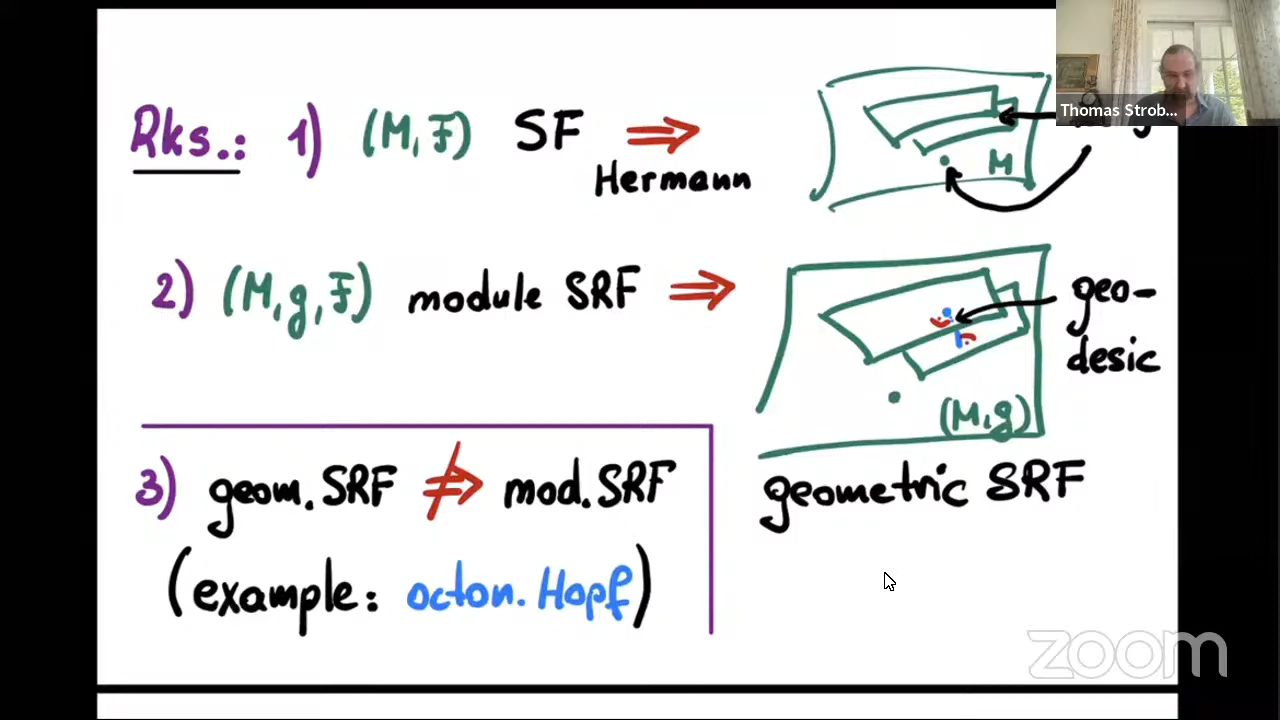 Rks.: 1) (M, F) SF ⇒
Hermann
M
2) (M, g, F) module SRF ⇒
geo-
desic
(M, g)
geometric SRF
3) geom. SRF ⇏ mod. SRF
(example: octon. Hopf)
Thomas Strob...
zoom